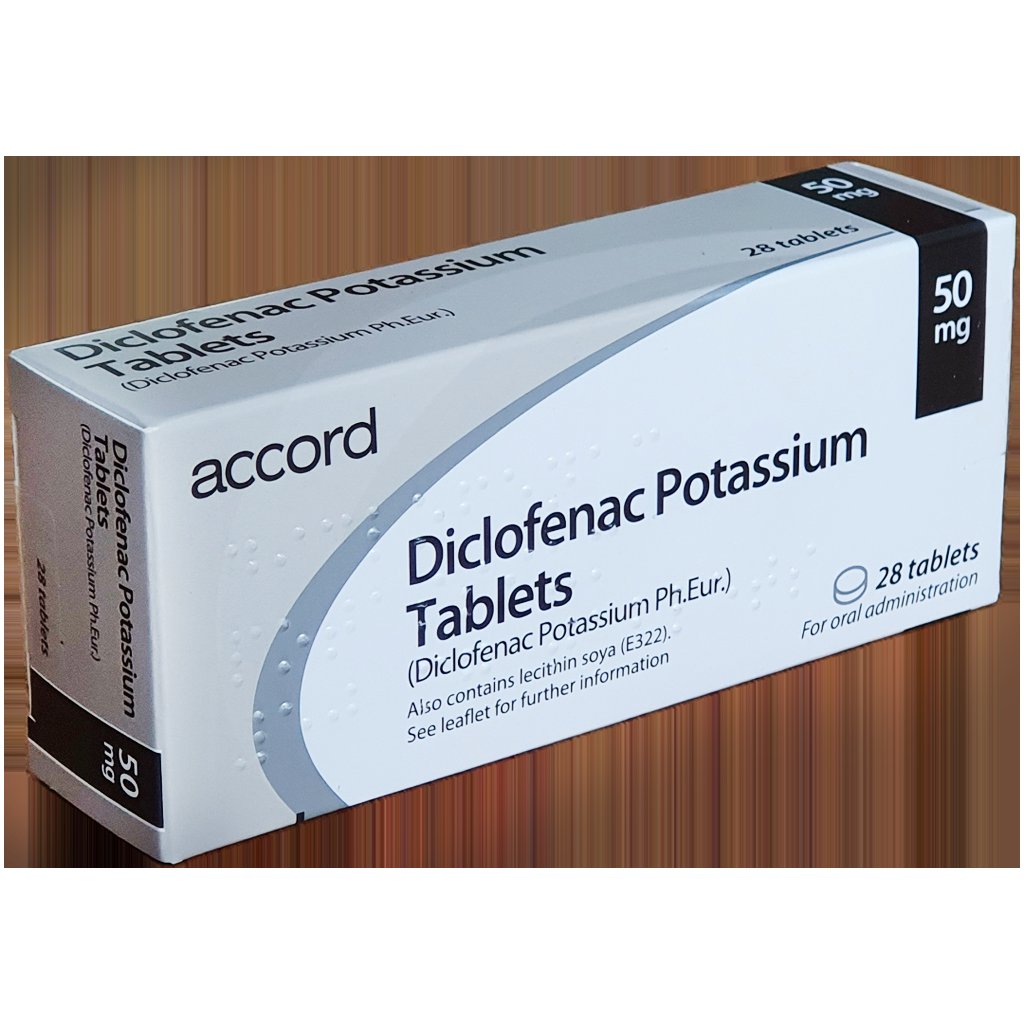 Diclofenac Potassium
Tablets
(Diclofenac Potassium Ph.Eur.)
28 tablets
50
mg
accord
50
mg
Diclofenac Potassium
Tablets
(Diclofenac Potassium Ph.Eur.)
Also contains lecithin soya (E322).
See leaflet for further information
28 tablets
For oral administration
Diclofenac Potassium
Tablets
(Diclofenac Potassium Ph.Eur.)
28 tablets
50
mg